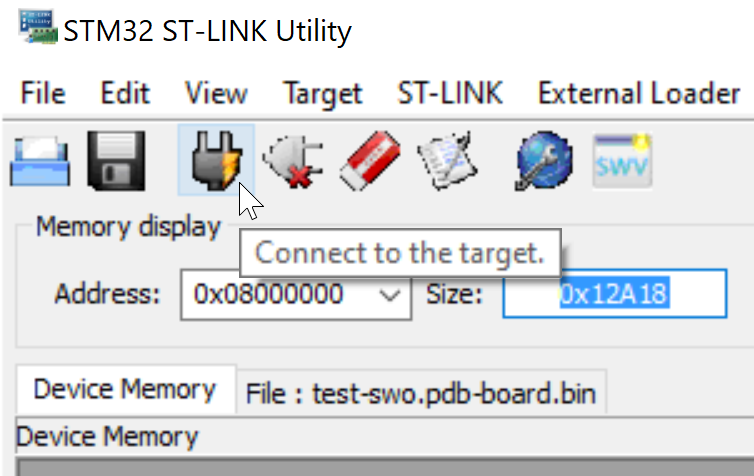 STM32 ST-LINK Utility
File Edit View Target ST-LINK External Loader
SWV
Memory display
Connect to the target.
Address: 0x08000000 Size: 0x12A18
Device Memory File : test-swo.pdb-board.bin
Device Memory